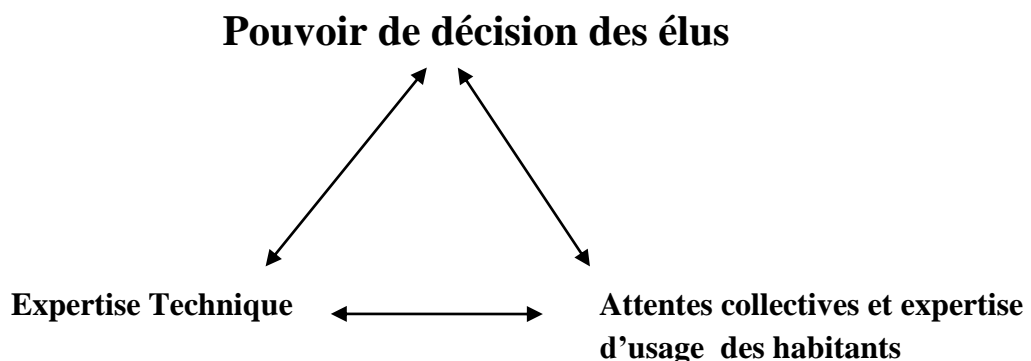 Pouvoir de décision des élus
Expertise Technique
Attentes collectives et expertise
d'usage des habitants